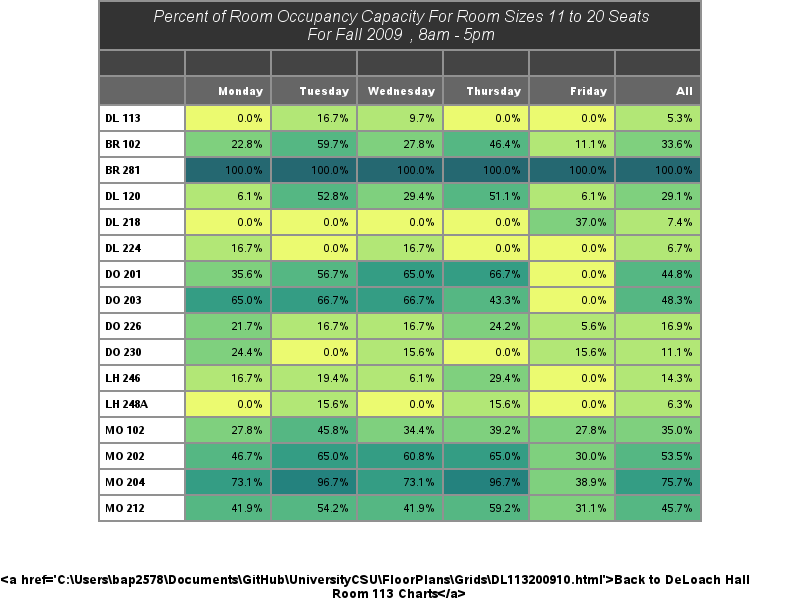 Percent of Room Occupancy Capacity For Room Sizes 11 to 20 Seats
For Fall 2009 , 8am - 5pm
Monday Tuesday Wednesday Thursday Friday All
DL 113 0.0% 16.7% 9.7% 0.0% 0.0% 5.3%
BR 102 22.8% 59.7% 27.8% 46.4% 11.1% 33.6%
BR 281 100.0% 100.0% 100.0% 100.0% 100.0% 100.0%
DL 120 6.1% 52.8% 29.4% 51.1% 6.1% 29.1%
DL 218 0.0% 0.0% 0.0% 0.0% 37.0% 7.4%
DL 224 16.7% 0.0% 16.7% 0.0% 0.0% 6.7%
DO 201 35.6% 56.7% 65.0% 66.7% 0.0% 44.8%
DO 203 65.0% 66.7% 66.7% 43.3% 0.0% 48.3%
DO 226 21.7% 16.7% 16.7% 24.2% 5.6% 16.9%
DO 230 24.4% 0.0% 15.6% 0.0% 15.6% 11.1%
LH 246 16.7% 19.4% 6.1% 29.4% 0.0% 14.3%
LH 248A 0.0% 15.6% 0.0% 15.6% 0.0% 6.3%
MO 102 27.8% 45.8% 34.4% 39.2% 27.8% 35.0%
MO 202 46.7% 65.0% 60.8% 65.0% 30.0% 53.5%
MO 204 73.1% 96.7% 73.1% 96.7% 38.9% 75.7%
MO 212 41.9% 54.2% 41.9% 59.2% 31.1% 45.7%
<a href='C:\Users\bap2578\Documents\GitHub\UniversityCSU\FloorPlans\Grids\DL113200910.html'>Back to DeLoach Hall
Room 113 Charts</a>